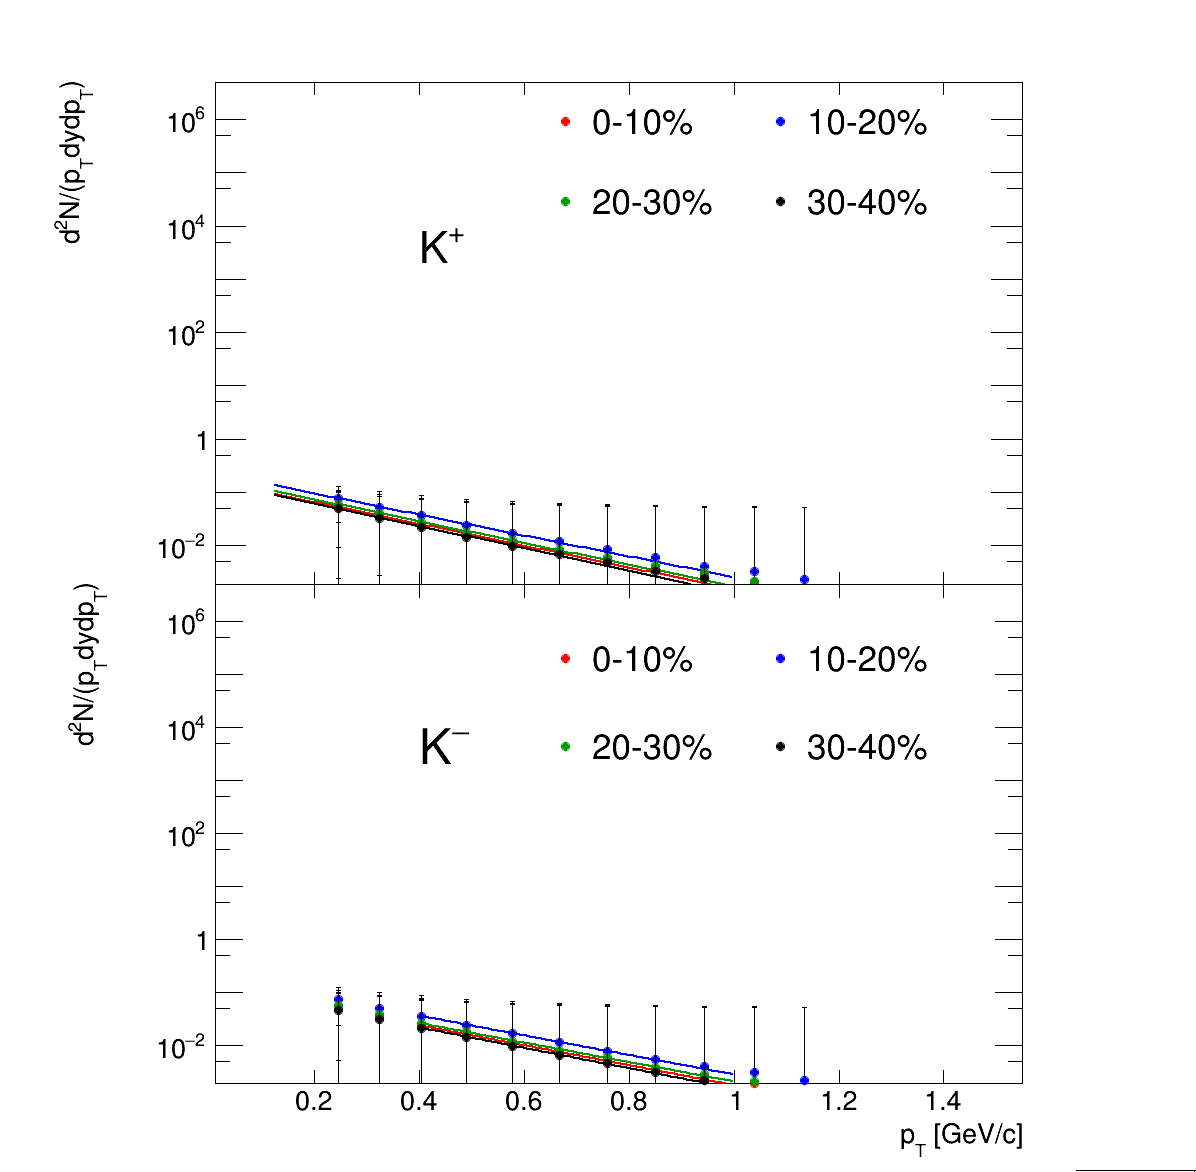 d²N/(p_T dydp_T)
10⁶
10⁴
10²
1
10⁻²
0-10% 10-20%
20-30% 30-40%
K⁺
d²N/(p_T dydp_T)
10⁶
10⁴
10²
1
10⁻²
0-10% 10-20%
20-30% 30-40%
K⁻
0.2 0.4 0.6 0.8 1 1.2 1.4
p_T [GeV/c]